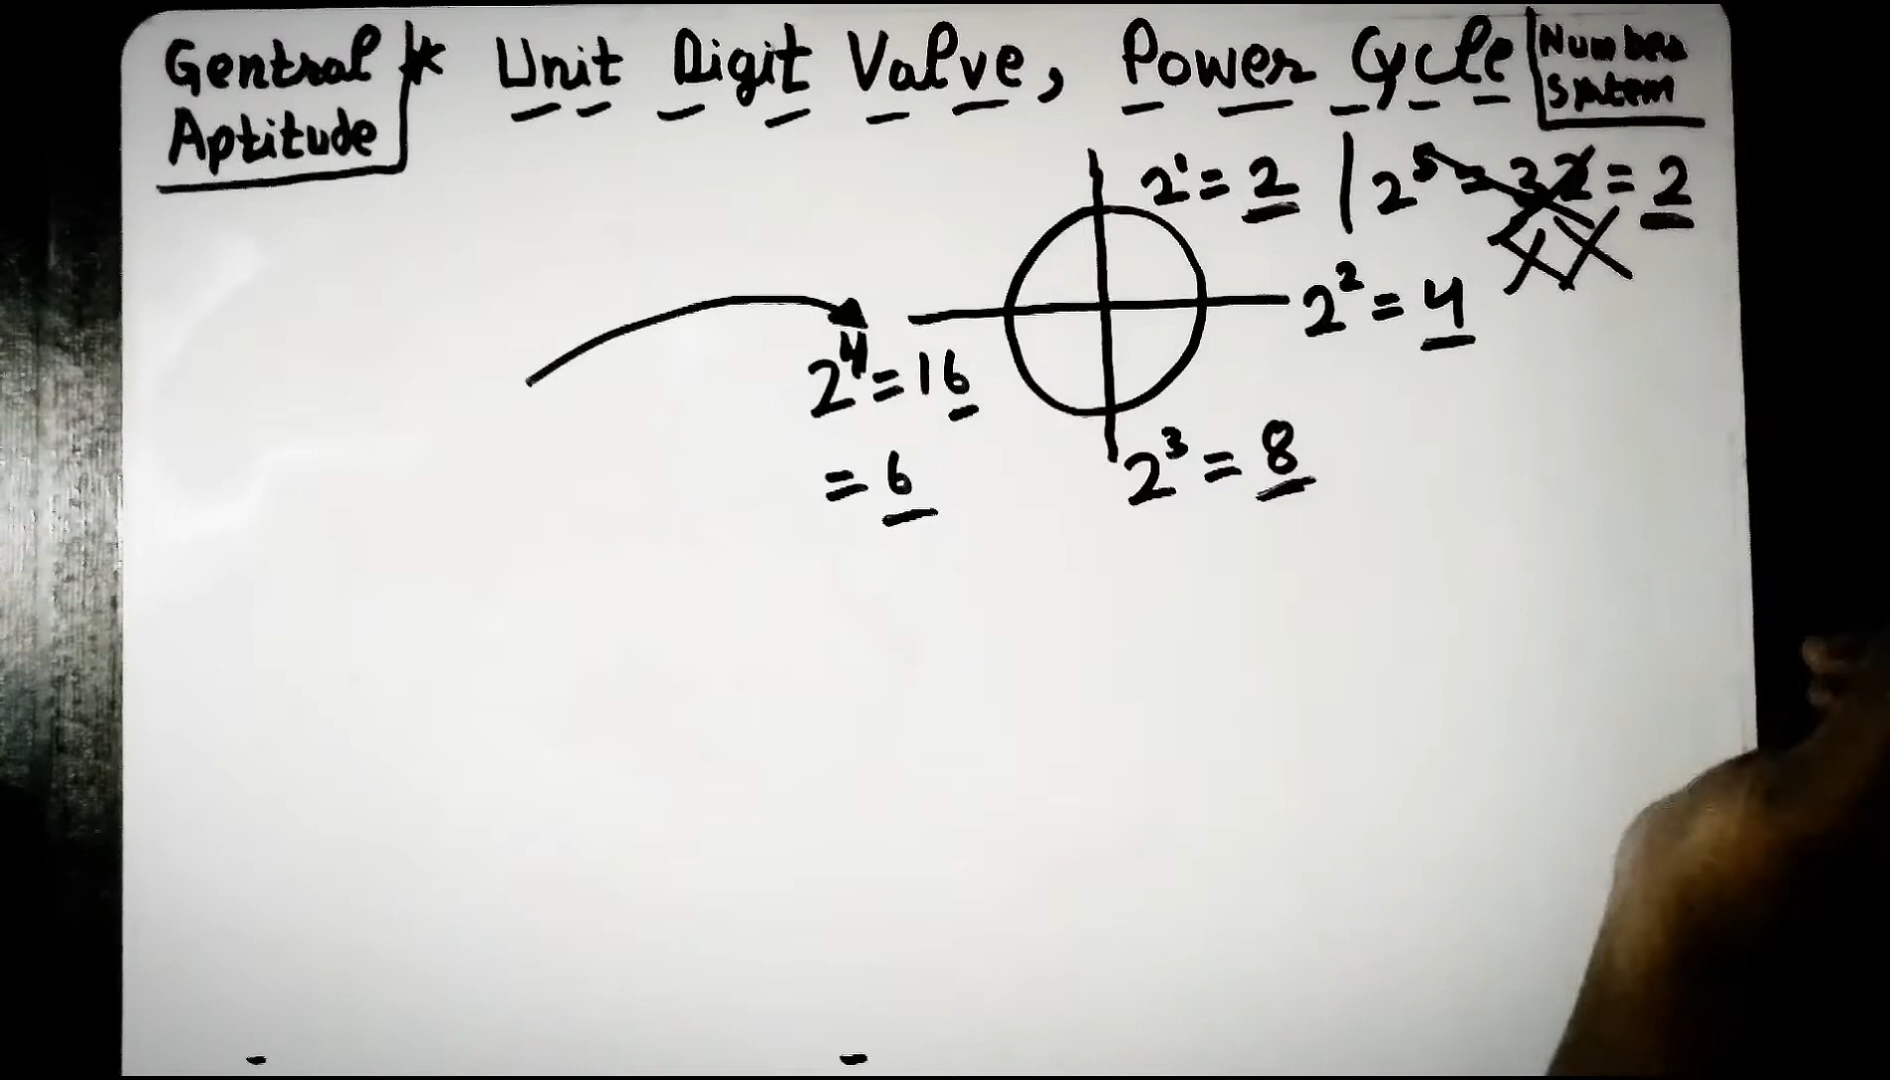 Gentral Aptitude
* Unit Digit Valve, Power Cycle
Number System
2¹ = 2 | 2⁵ = 32 = 2
2² = 4
2⁴ = 16
= 6
2³ = 8